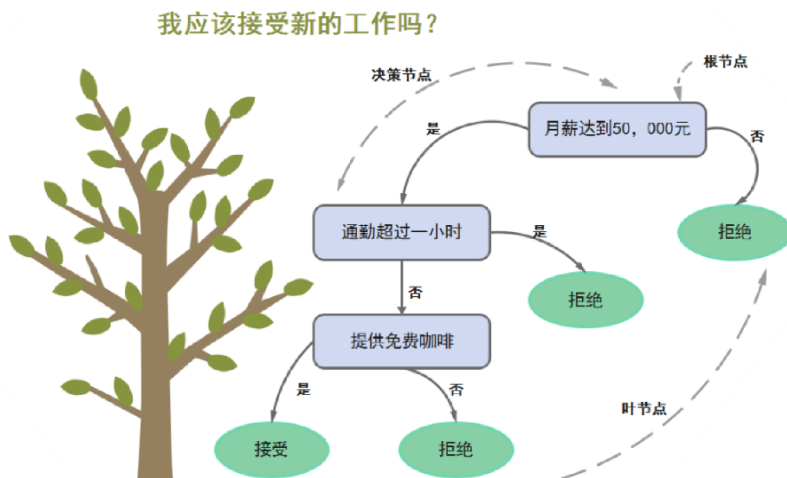 我应该接受新的工作吗？
决策节点
根节点
月薪达到50，000元
是
否
通勤超过一小时
是
拒绝
否
拒绝
提供免费咖啡
是
否
叶节点
接受
拒绝